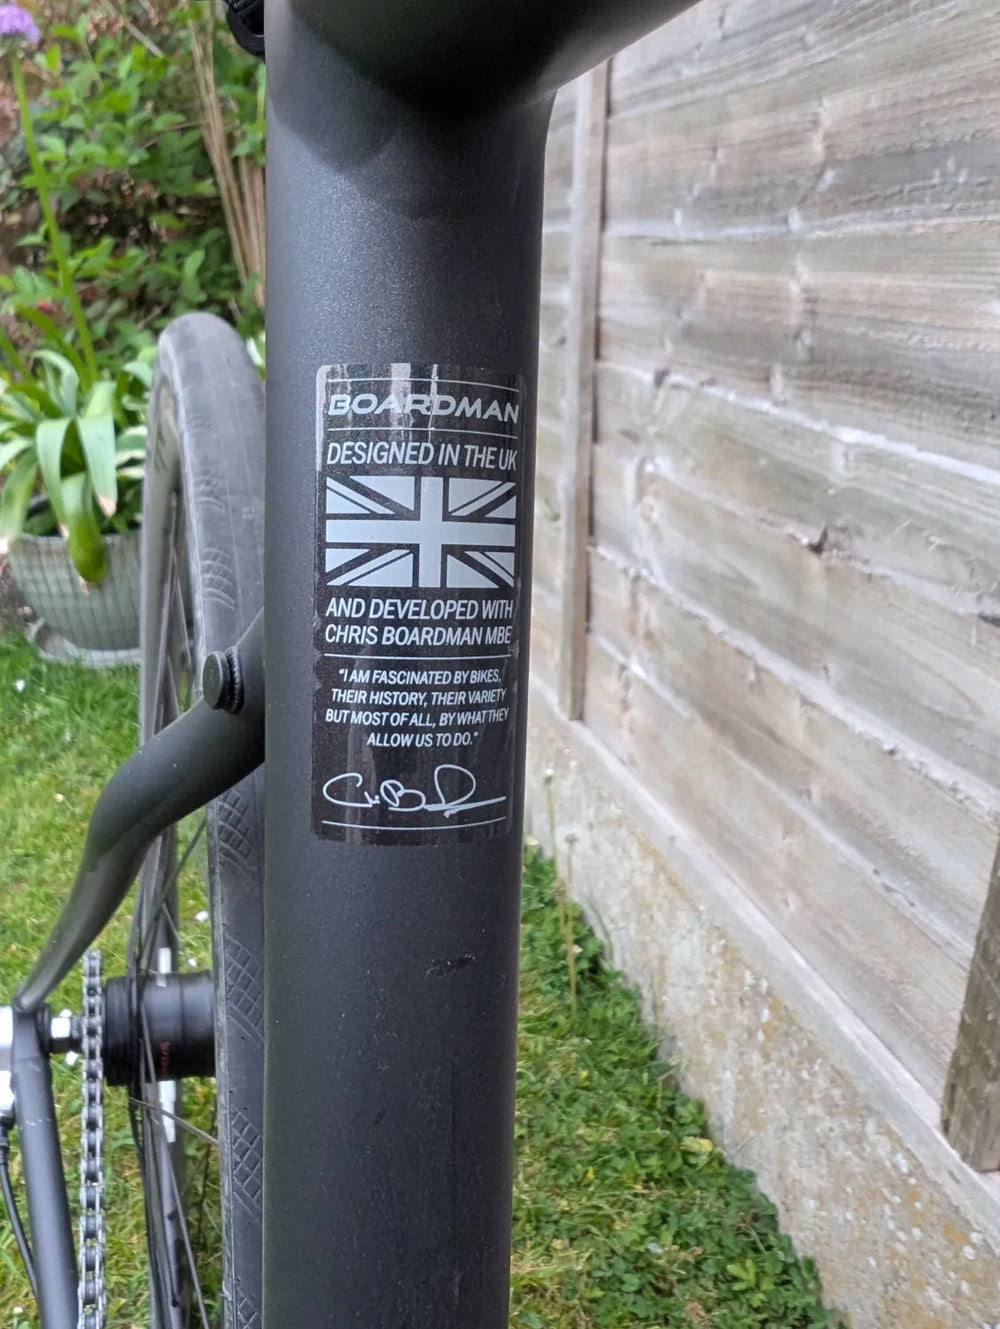 BOARDMAN
DESIGNED IN THE UK
AND DEVELOPED WITH
CHRIS BOARDMAN MBE
"I AM FASCINATED BY BIKES,
THEIR HISTORY, THEIR VARIETY
BUT MOST OF ALL, BY WHAT THEY
ALLOW US TO DO."